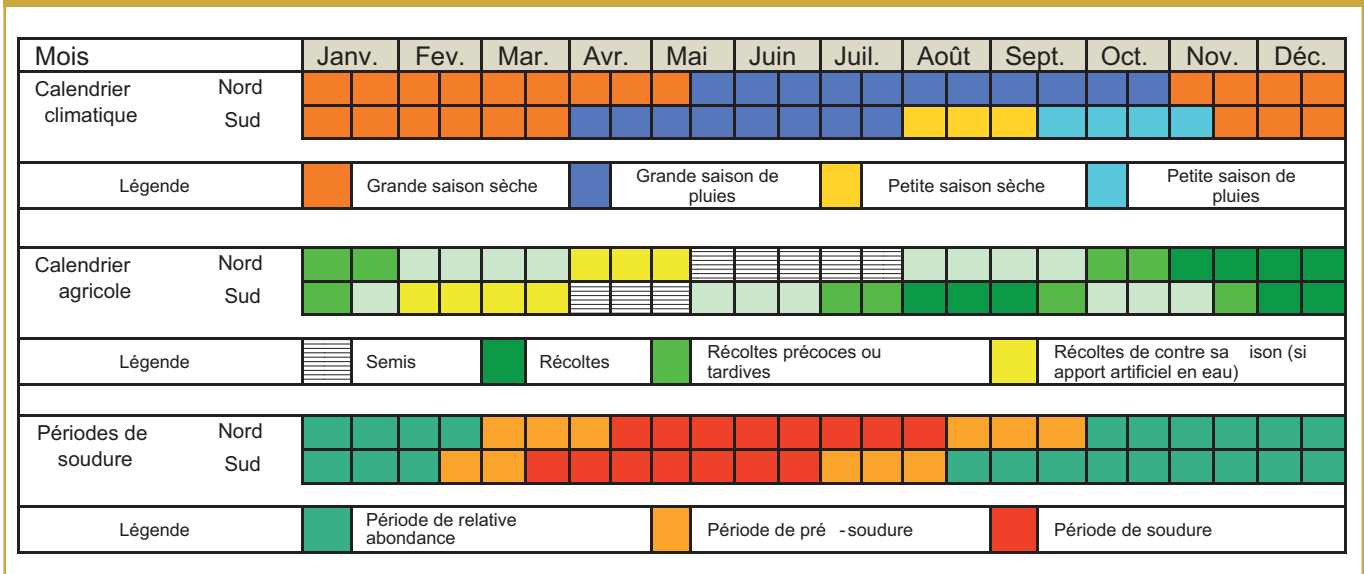 Mois Janv. Fev. Mar. Avr. Mai Juin Juil. Août Sept. Oct. Nov. Déc.
Calendrier Nord
climatique Sud
Légende Grande saison sèche Grande saison de pluies Petite saison sèche Petite saison de pluies
Calendrier Nord
agricole Sud
Légende Semis Récoltes Récoltes précoces ou tardives Récoltes de contre sa ison (si apport artificiel en eau)
Périodes de Nord
soudure Sud
Légende Période de relative abondance Période de pré -soudure Période de soudure